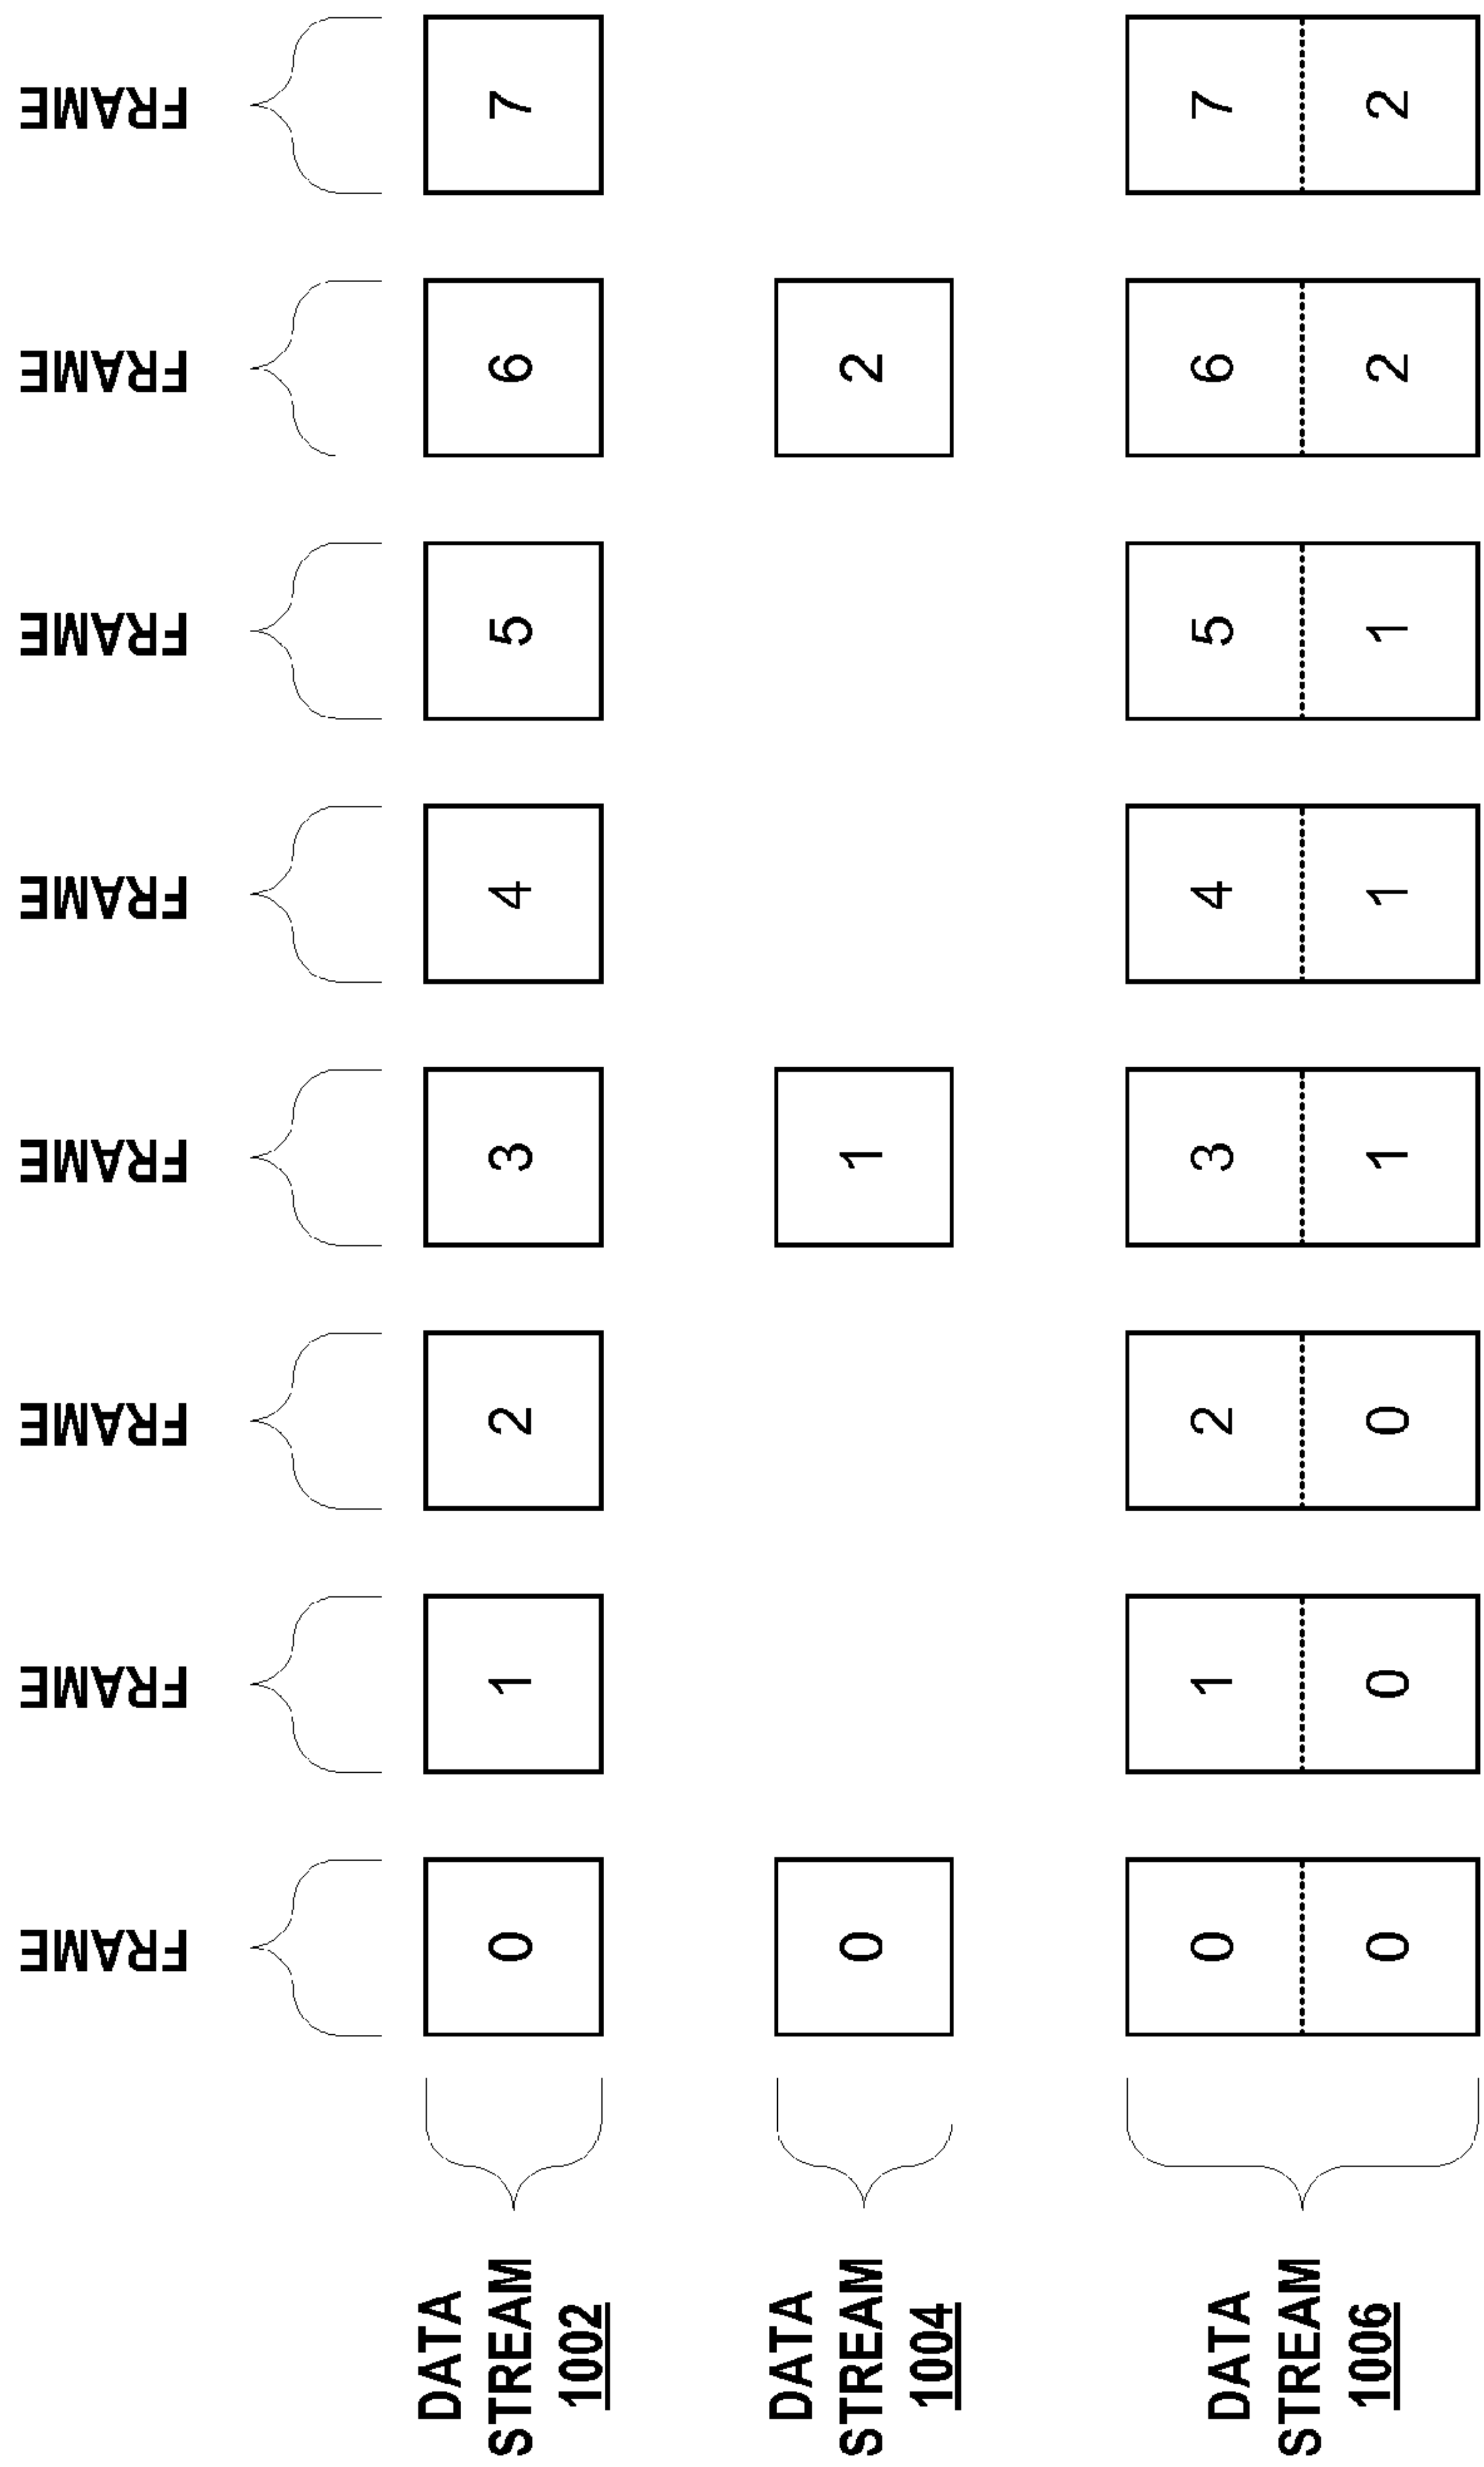 FRAME FRAME FRAME FRAME FRAME FRAME FRAME FRAME
DATA
STREAM
1002
0 1 2 3 4 5 6 7
DATA
STREAM
1004
0 1 2
DATA
STREAM
1006
0 1 2 3 4 5 6 7
0 0 0 1 1 1 2 2